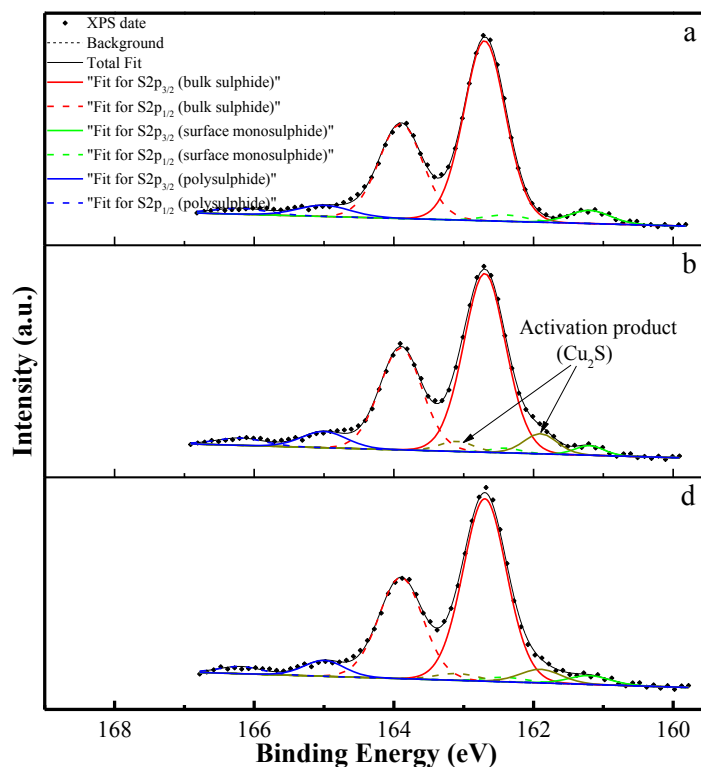 XPS date
Background
Total Fit
"Fit for S2p3/2 (bulk sulphide)"
"Fit for S2p1/2 (bulk sulphide)"
"Fit for S2p3/2 (surface monosulphide)"
"Fit for S2p1/2 (surface monosulphide)"
"Fit for S2p3/2 (polysulphide)"
"Fit for S2p1/2 (polysulphide)"
a
b
Activation product
(Cu2S)
d
Intensity (a.u.)
168 166 164 162 160
Binding Energy (eV)